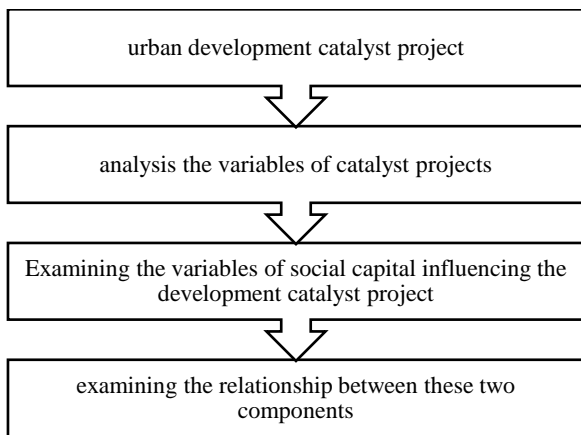 urban development catalyst project
analysis the variables of catalyst projects
Examining the variables of social capital influencing the
development catalyst project
examining the relationship between these two
components